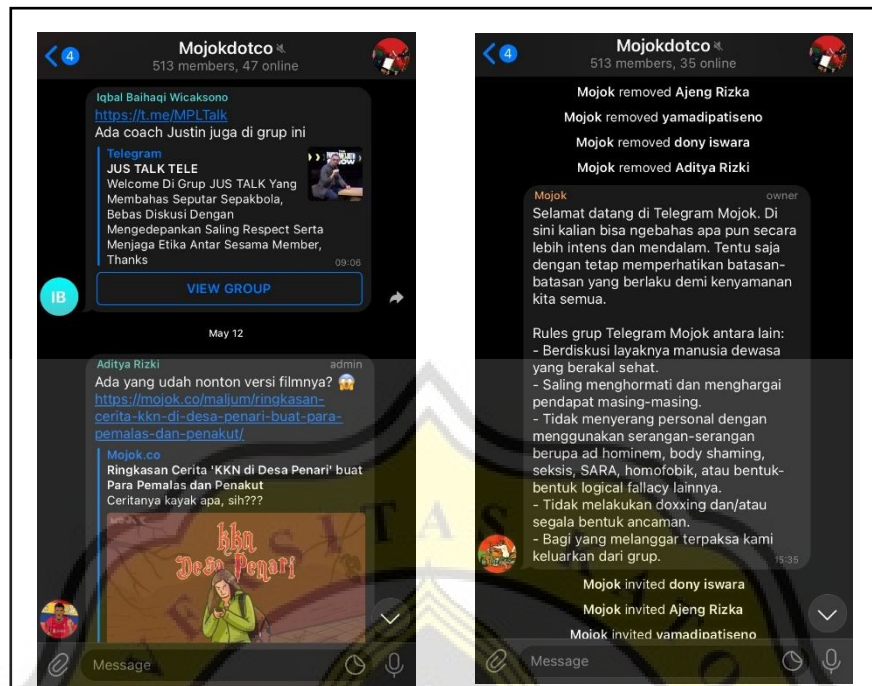 4
Mojokdotco
513 members, 47 online
Iqbal Baihaqi Wicaksono
https://t.me/MPLTalk
Ada coach Justin juga di grup ini
Telegram
JUS TALK TELE
Welcome Di Grup JUS TALK Yang
Membahas Seputar Sepakbola,
Bebas Diskusi Dengan
Mengedepankan Saling Respect Serta
Menjaga Etika Antar Sesama Member,
Thanks
09:06
VIEW GROUP
IB
May 12
Aditya Rizki admin
Ada yang udah nonton versi filmnya? 😱
https://mojok.co/maljum/ringkasan-
cerita-kkn-di-desa-penari-buat-para-
pemalas-dan-penakut/
Mojok.co
Ringkasan Cerita 'KKN di Desa Penari' buat
Para Pemalas dan Penakut
Ceritanya kayak apa, sih???
kkn
Desa Penari
Message
4
Mojokdotco
513 members, 35 online
Mojok removed Ajeng Rizka
Mojok removed yamadipatiseno
Mojok removed dony iswara
Mojok removed Aditya Rizki
Mojok owner
Selamat datang di Telegram Mojok. Di
sini kalian bisa ngebahas apa pun secara
lebih intens dan mendalam. Tentu saja
dengan tetap memperhatikan batasan-
batasan yang berlaku demi kenyamanan
kita semua.
Rules grup Telegram Mojok antara lain:
- Berdiskusi layaknya manusia dewasa
yang berakal sehat.
- Saling menghormati dan menghargai
pendapat masing-masing.
- Tidak menyerang personal dengan
menggunakan serangan-serangan
berupa ad hominem, body shaming,
seksis, SARA, homofobik, atau bentuk-
bentuk logical fallacy lainnya.
- Tidak melakukan doxxing dan/atau
segala bentuk ancaman.
- Bagi yang melanggar terpaksa kami
keluarkan dari grup.
15:35
Mojok invited dony iswara
Mojok invited Ajeng Rizka
Mojok invited yamadipatiseno
Message